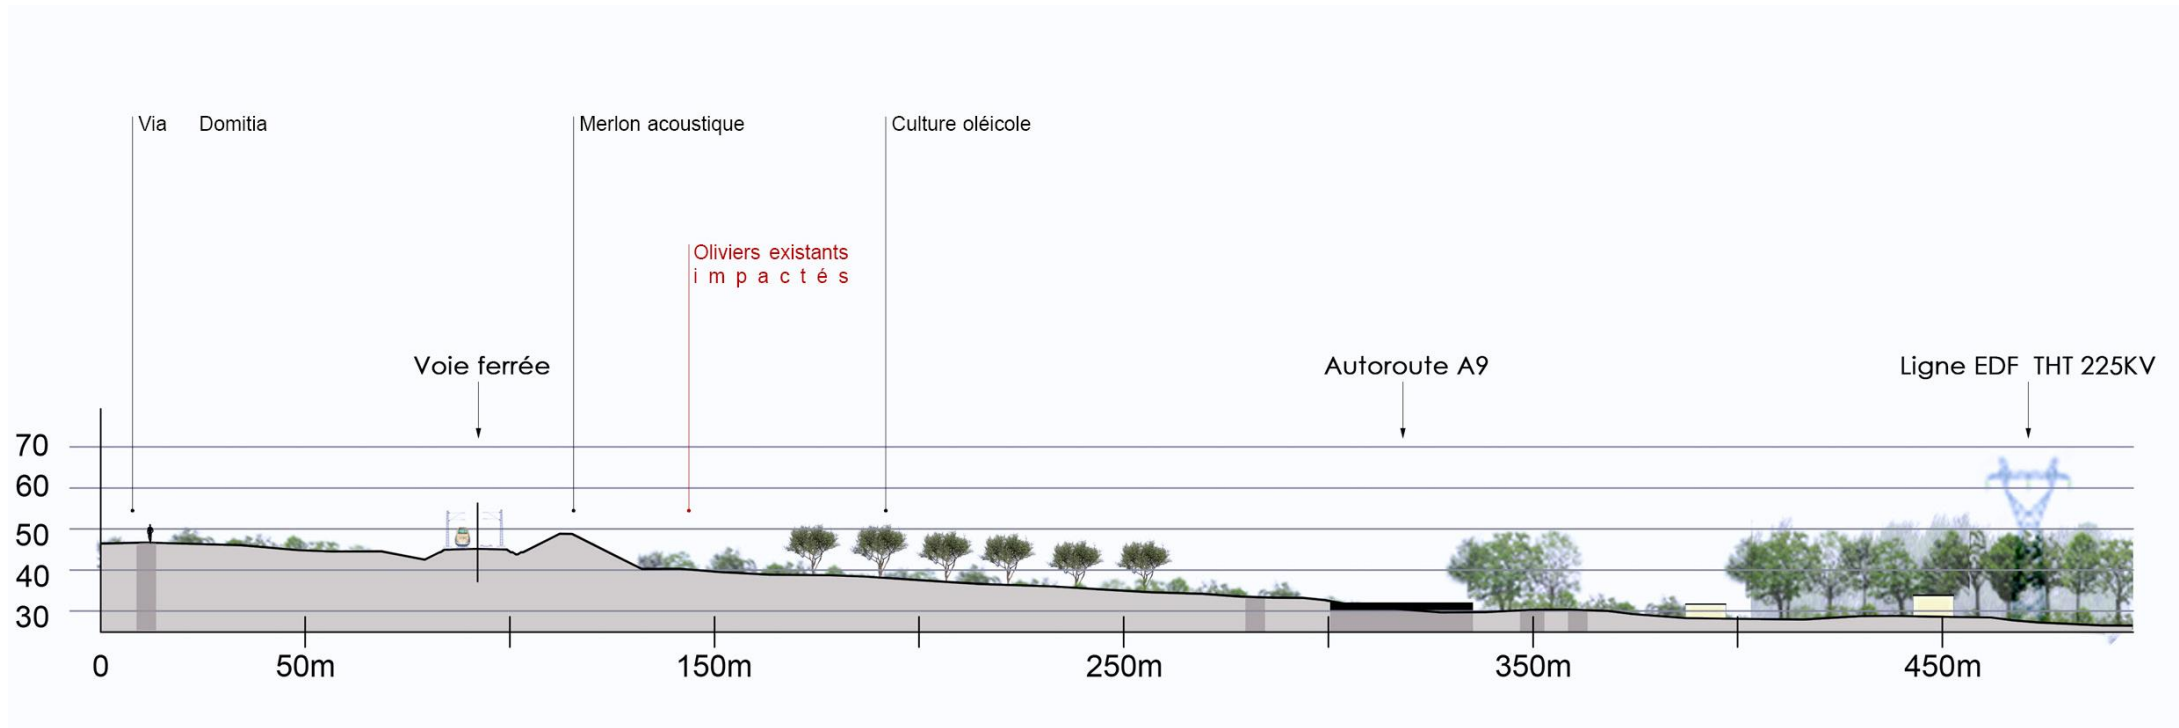 Via Domitia
Merlon acoustique
Culture oléicole
Oliviers existants
impactés
Voie ferrée
Autoroute A9
Ligne EDF THT 225KV
70
60
50
40
30
0
50m
150m
250m
350m
450m